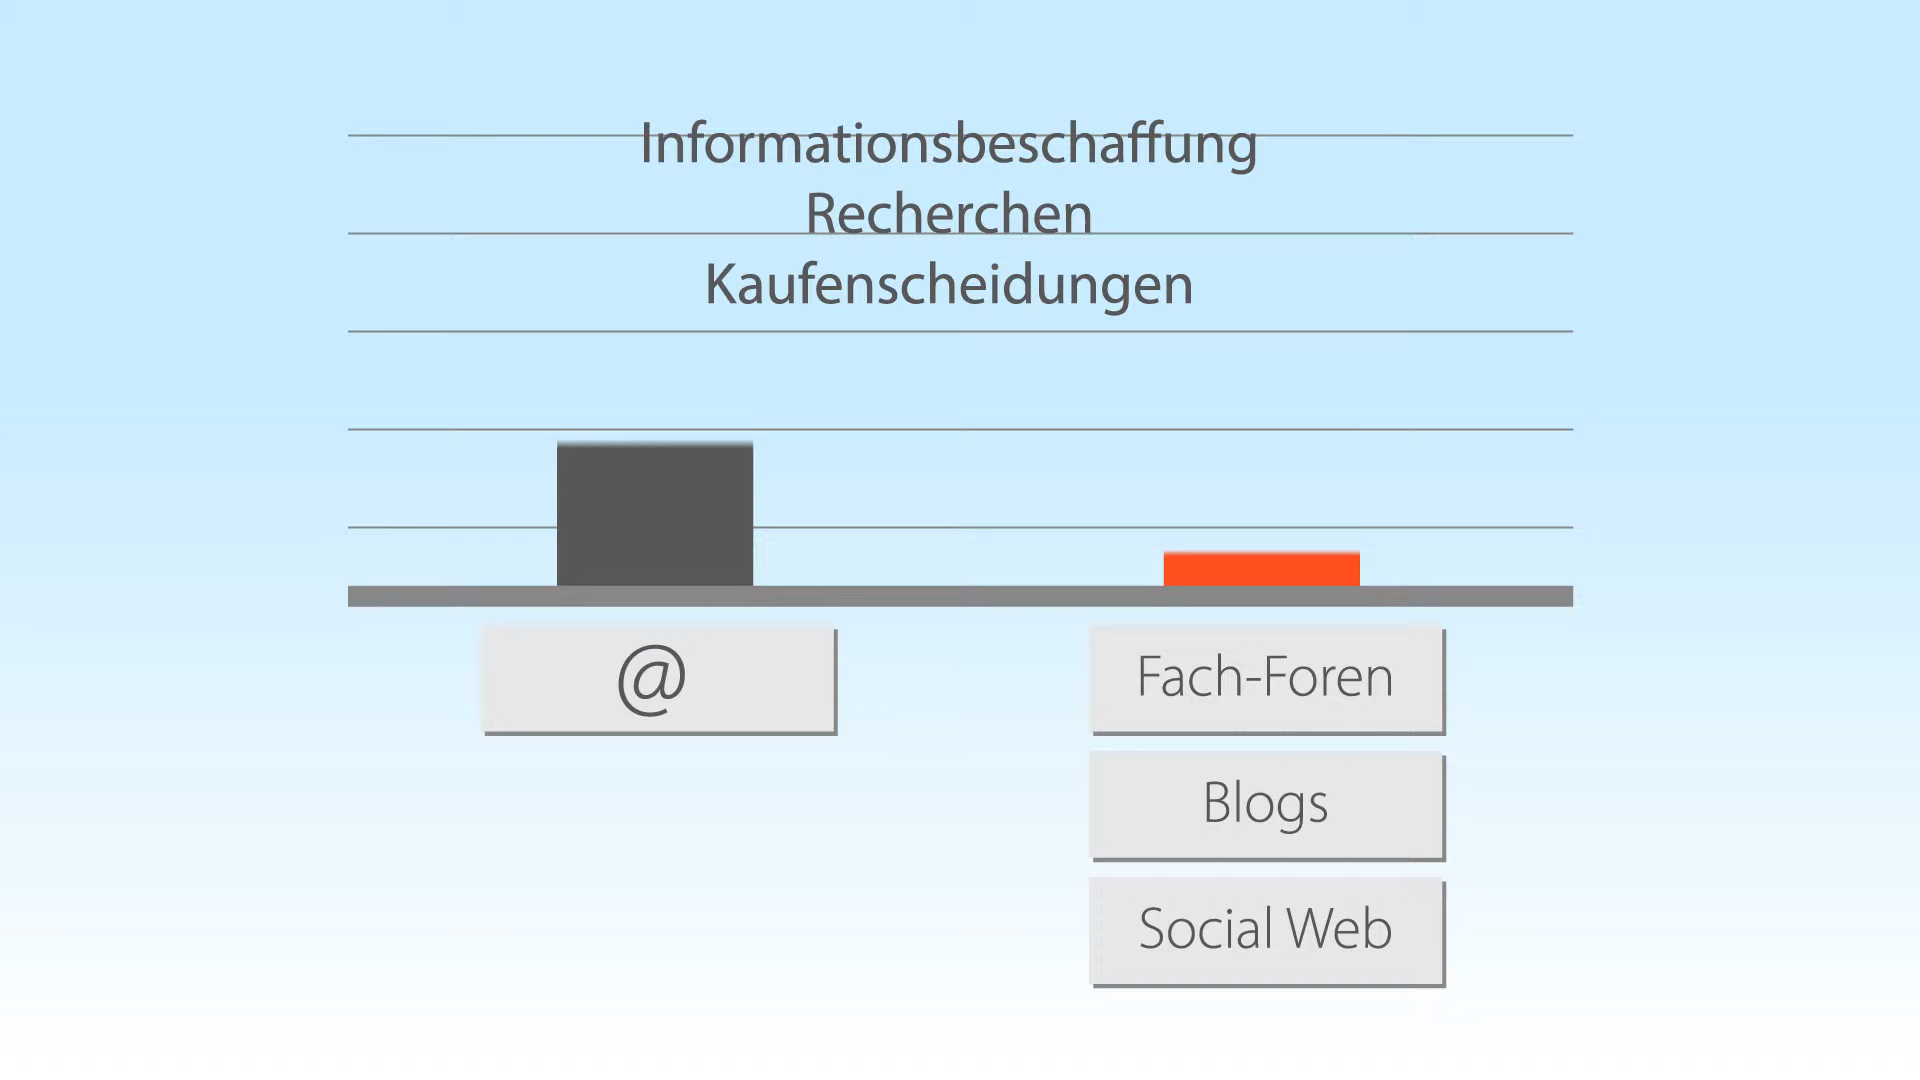 Informationsbeschaffung
Recherchen
Kaufenscheidungen
@
Fach-Foren
Blogs
Social Web